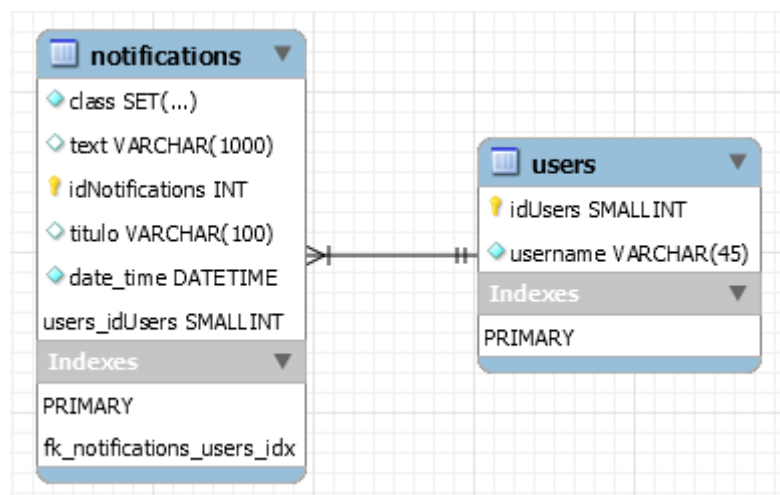 notifications
class SET(...)
text VARCHAR(1000)
idNotifications INT
titulo VARCHAR(100)
date_time DATETIME
users_idUsers SMALLINT
Indexes
PRIMARY
fk_notifications_users_idx
users
idUsers SMALLINT
username VARCHAR(45)
Indexes
PRIMARY